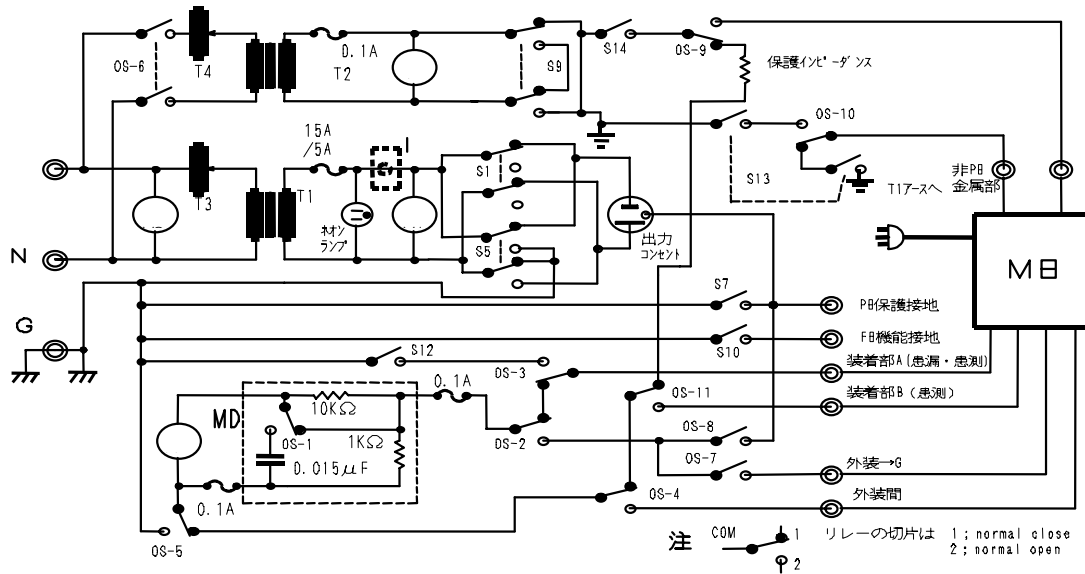 OS-6
T4
0.1A
T2
S9
S14
OS-9
保護インピーダンス
OS-10
S13
T1アースへ
非PB
金属部
15A
/5A
I
T3
T1
ネオン
ランプ
S1
S5
出力
コンセント
N
G
S7
PB保護接地
S10
FB機能接地
S12
OS-3
装着部A(患漏・患測)
OS-11
装着部B(患測)
MD
10KΩ
0.1A
OS-1
1KΩ
0.015μF
OS-2
OS-8
OS-7
外装→G
OS-4
外装間
0.1A
OS-5
注
COM
1
2
リレーの切片は 1;normal close
2;normal open